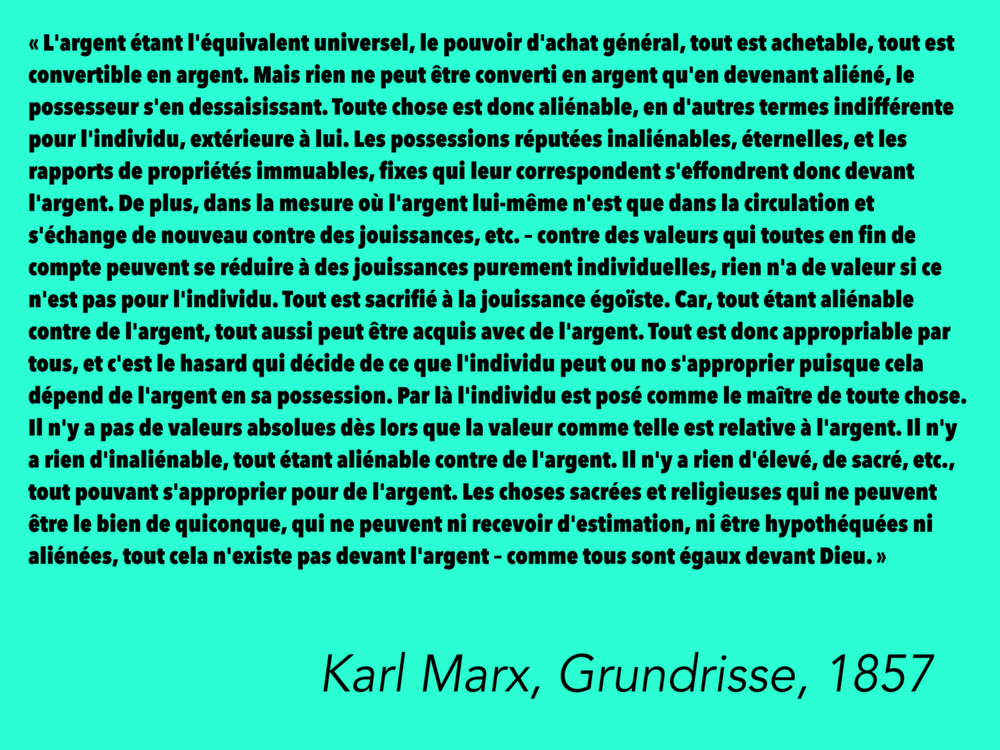 « L'argent étant l'équivalent universel, le pouvoir d'achat général, tout est achetable, tout est
convertible en argent. Mais rien ne peut être converti en argent qu'en devenant aliéné, le
possesseur s'en dessaisissant. Toute chose est donc aliénable, en d'autres termes indifférente
pour l'individu, extérieure à lui. Les possessions réputées inaliénables, éternelles, et les
rapports de propriétés immuables, fixes qui leur correspondent s'effondrent donc devant
l'argent. De plus, dans la mesure où l'argent lui-même n'est que dans la circulation et
s'échange de nouveau contre des jouissances, etc. – contre des valeurs qui toutes en fin de
compte peuvent se réduire à des jouissances purement individuelles, rien n'a de valeur si ce
n'est pas pour l'individu. Tout est sacrifié à la jouissance égoïste. Car, tout étant aliénable
contre de l'argent, tout aussi peut être acquis avec de l'argent. Tout est donc appropriable par
tous, et c'est le hasard qui décide de ce que l'individu peut ou no s'approprier puisque cela
dépend de l'argent en sa possession. Par là l'individu est posé comme le maître de toute chose.
Il n'y a pas de valeurs absolues dès lors que la valeur comme telle est relative à l'argent. Il n'y
a rien d'inaliénable, tout étant aliénable contre de l'argent. Il n'y a rien d'élevé, de sacré, etc.,
tout pouvant s'approprier pour de l'argent. Les choses sacrées et religieuses qui ne peuvent
être le bien de quiconque, qui ne peuvent ni recevoir d'estimation, ni être hypothéquées ni
aliénées, tout cela n'existe pas devant l'argent – comme tous sont égaux devant Dieu. »
Karl Marx, Grundrisse, 1857